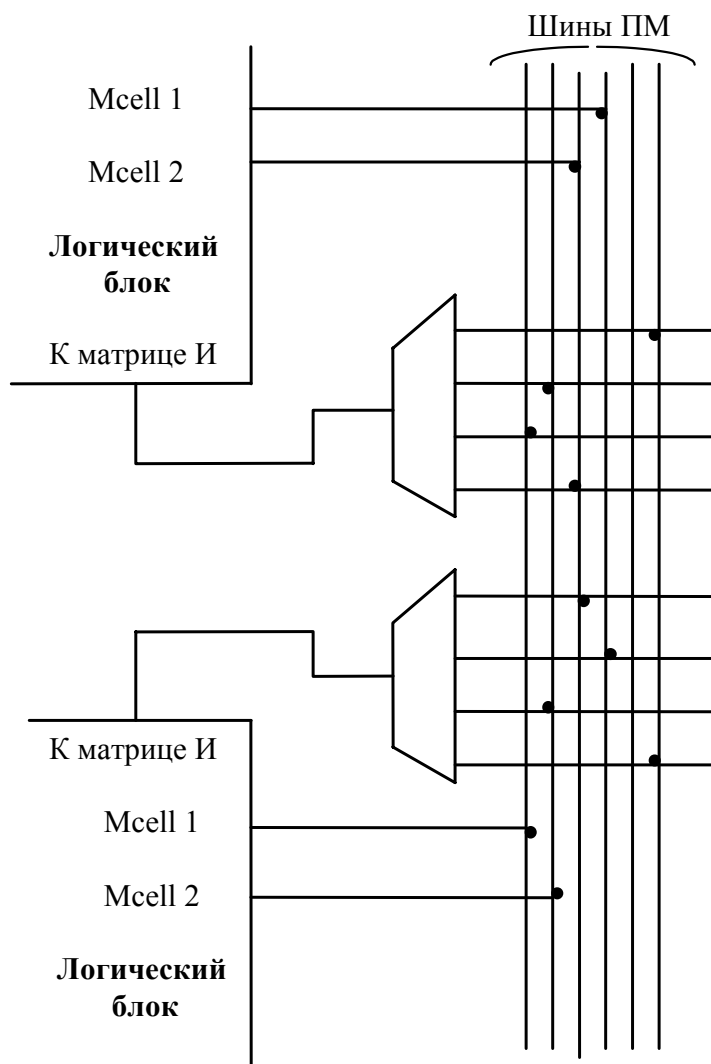 Шины ПМ
Mcell 1
Mcell 2
Логический
блок
К матрице И
К матрице И
Mcell 1
Mcell 2
Логический
блок